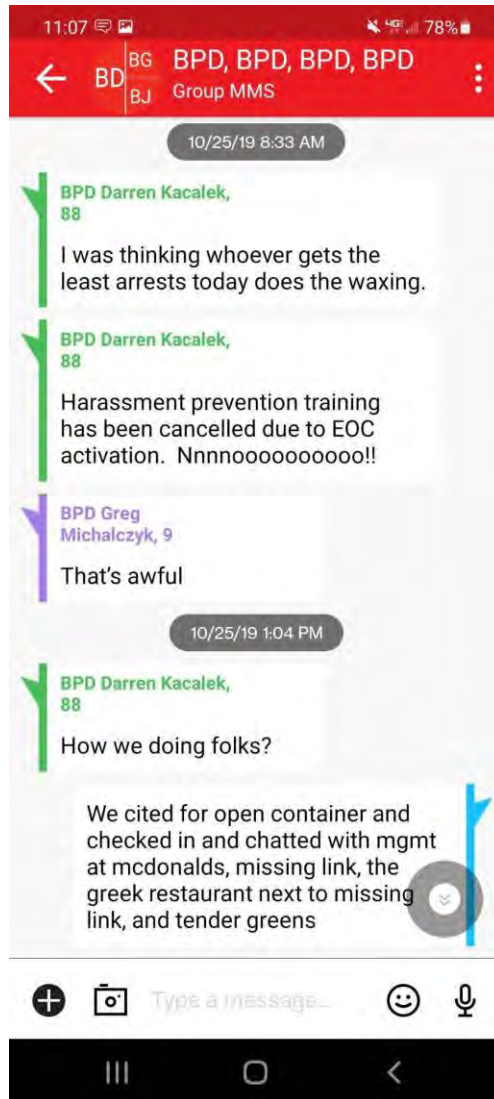 11:07 78%
BD BG BJ BPD, BPD, BPD, BPD
Group MMS
10/25/19 8:33 AM
BPD Darren Kacalek,
88
I was thinking whoever gets the
least arrests today does the waxing.
BPD Darren Kacalek,
88
Harassment prevention training
has been cancelled due to EOC
activation. Nnnnoooooooooo!!
BPD Greg
Michalczyk, 9
That's awful
10/25/19 1:04 PM
BPD Darren Kacalek,
88
How we doing folks?
We cited for open container and
checked in and chatted with mgmt
at mcdonalds, missing link, the
greek restaurant next to missing
link, and tender greens
Type a message...